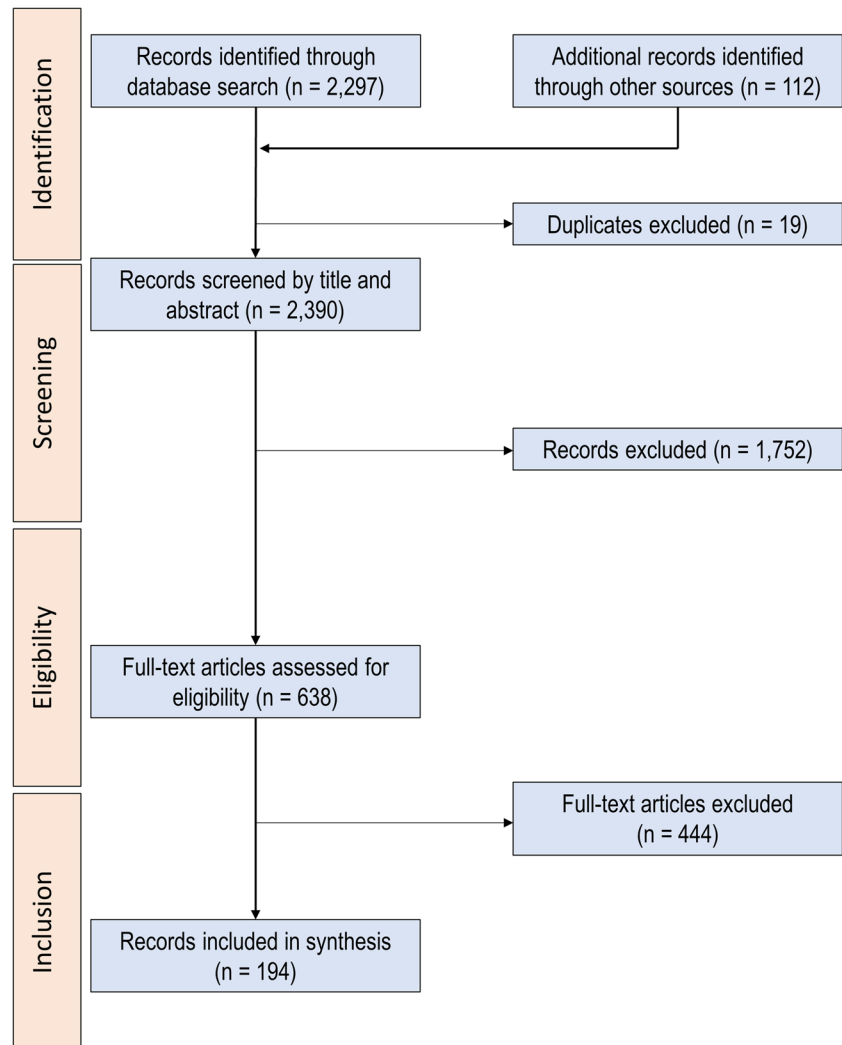 Identification
Records identified through
database search (n = 2,297)
Additional records identified
through other sources (n = 112)
Duplicates excluded (n = 19)
Screening
Records screened by title and
abstract (n = 2,390)
Records excluded (n = 1,752)
Eligibility
Full-text articles assessed for
eligibility (n = 638)
Full-text articles excluded
(n = 444)
Inclusion
Records included in synthesis
(n = 194)